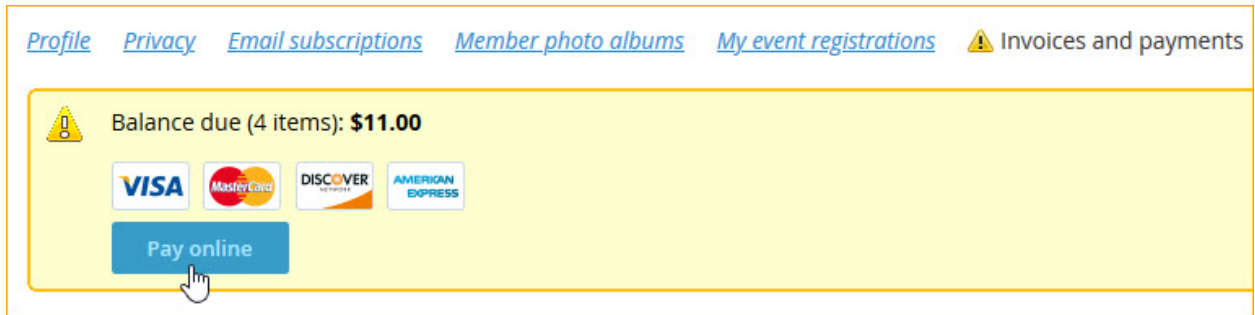 Profile Privacy Email subscriptions Member photo albums My event registrations Invoices and payments
Balance due (4 items): $11.00
VISA MasterCard DISCOVER NETWORK AMERICAN EXPRESS
Pay online